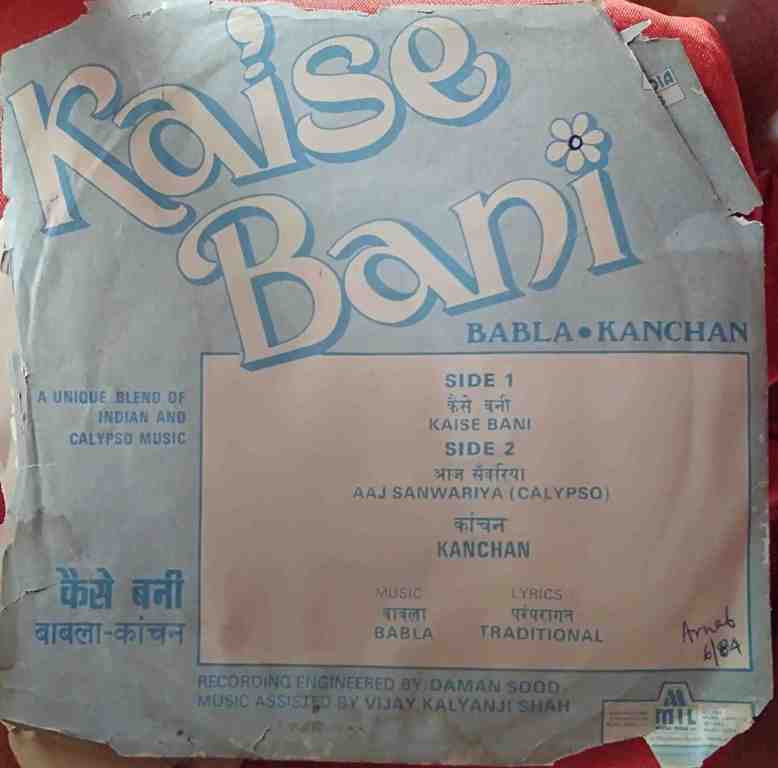 Kaise
Bani
BABLA • KANCHAN
A UNIQUE BLEND OF
INDIAN AND
CALYPSO MUSIC
SIDE 1
कैसे बनी
KAISE BANI
SIDE 2
आज सँवरिया
AAJ SANWARIYA (CALYPSO)
कांचन
KANCHAN
MUSIC
बाबला
BABLA
LYRICS
परंपरागत
TRADITIONAL
कैसे बनी
बाबला-कांचन
Arnab
6/84
RECORDING ENGINEERED BY DAMAN SOOD
MUSIC ASSISTED BY VIJAY KALYANJI SHAH
MIL